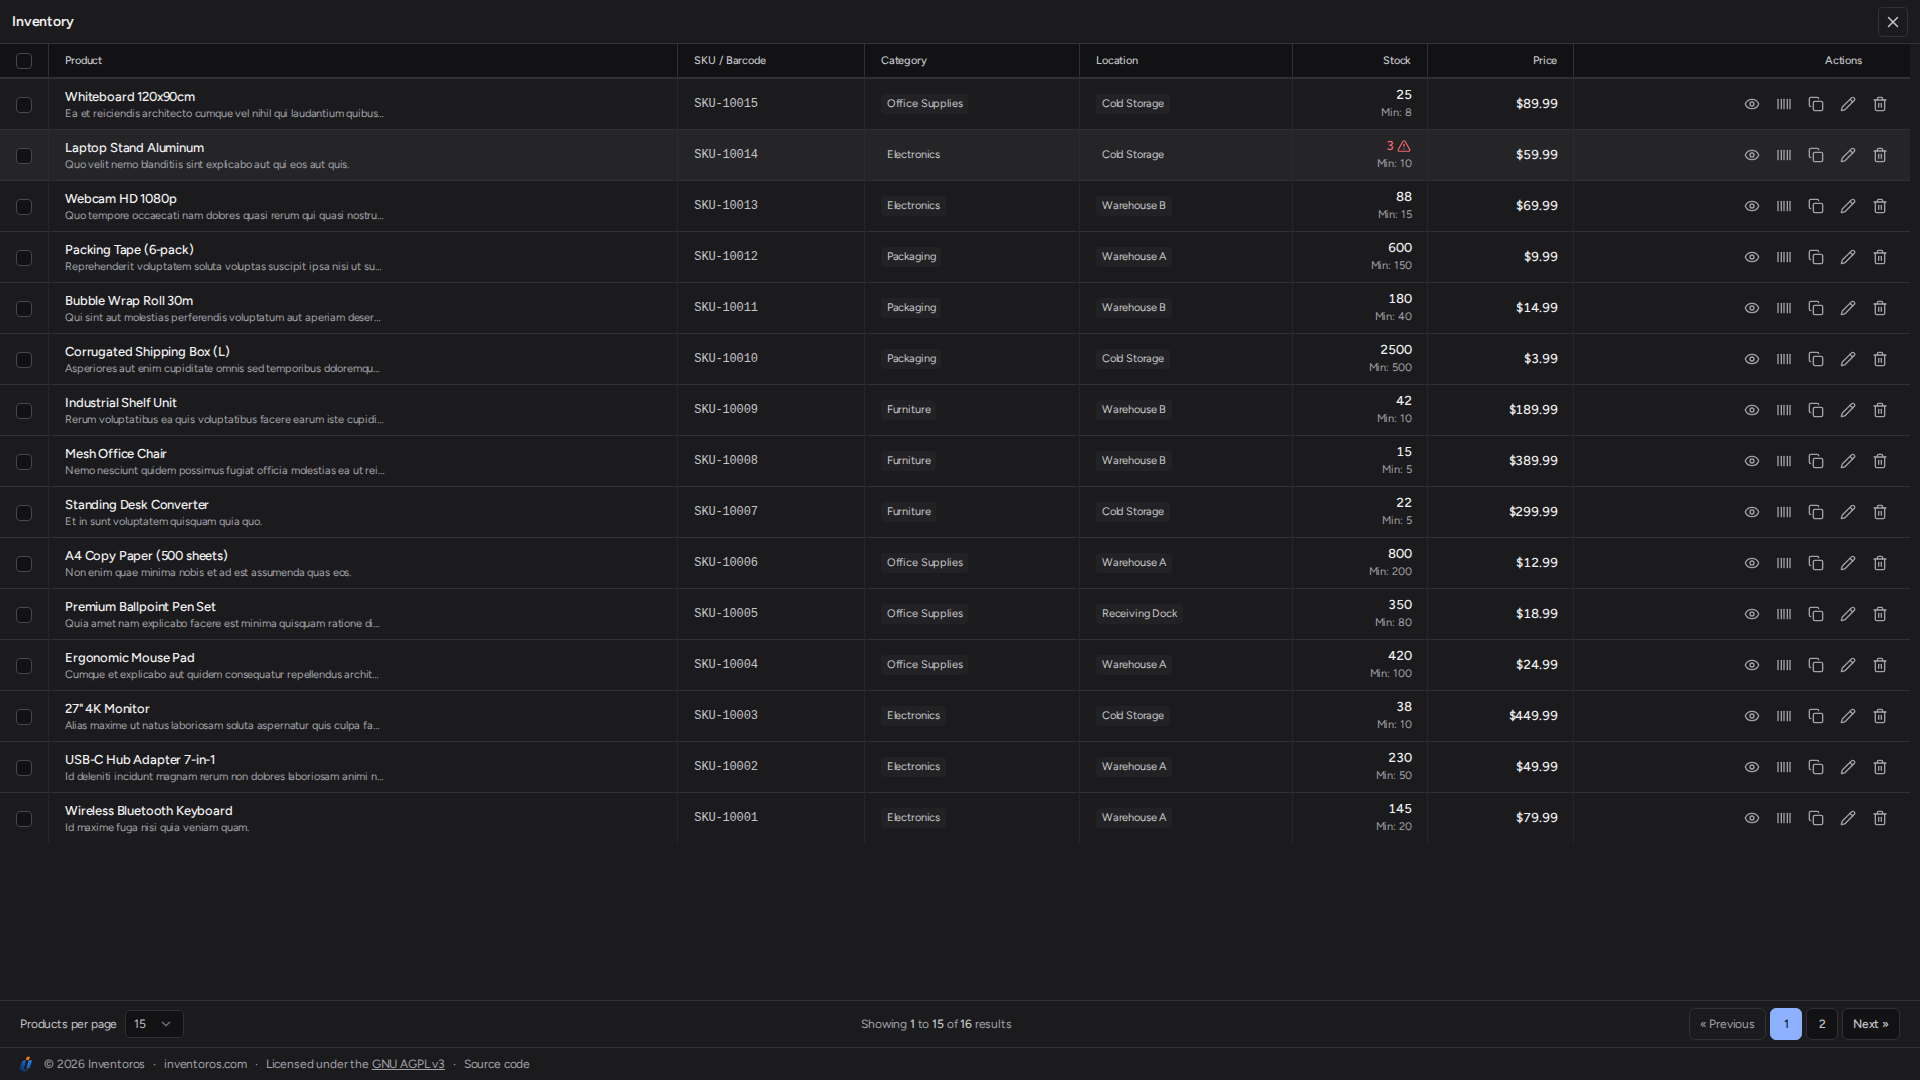 Inventory
Product SKU / Barcode Category Location Stock Price Actions
Whiteboard 120x90cm
Ea et reiciendis architecto cumque vel nihil qui laudantium quibus...
SKU-10015 Office Supplies Cold Storage 25 Min: 8 $89.99
Laptop Stand Aluminum
Quo velit nemo blanditiis sint explicabo aut qui eos aut quis.
SKU-10014 Electronics Cold Storage 3 Min: 10 $59.99
Webcam HD 1080p
Quo tempore occaecati nam dolores quasi rerum qui quasi nostru...
SKU-10013 Electronics Warehouse B 88 Min: 15 $69.99
Packing Tape (6-pack)
Reprehenderit voluptatem soluta voluptas suscipit ipsa nisi ut su...
SKU-10012 Packaging Warehouse A 600 Min: 150 $9.99
Bubble Wrap Roll 30m
Qui sint aut molestias perferendis voluptatum aut aperiam deser...
SKU-10011 Packaging Warehouse B 180 Min: 40 $14.99
Corrugated Shipping Box (L)
Asperiores aut enim cupiditate omnis sed temporibus doloremqu...
SKU-10010 Packaging Cold Storage 2500 Min: 500 $3.99
Industrial Shelf Unit
Rerum voluptatibus ea quis voluptatibus facere earum iste cupidi...
SKU-10009 Furniture Warehouse B 42 Min: 10 $189.99
Mesh Office Chair
Nemo nesciunt quidem possimus fugiat officia molestias ea ut rei...
SKU-10008 Furniture Warehouse B 15 Min: 5 $389.99
Standing Desk Converter
Et in sunt voluptatem quisquam quia quo.
SKU-10007 Furniture Cold Storage 22 Min: 5 $299.99
A4 Copy Paper (500 sheets)
Non enim quae minima nobis et ad est assumenda quas eos.
SKU-10006 Office Supplies Warehouse A 800 Min: 200 $12.99
Premium Ballpoint Pen Set
Quia amet nam explicabo facere est minima quisquam ratione di...
SKU-10005 Office Supplies Receiving Dock 350 Min: 80 $18.99
Ergonomic Mouse Pad
Cumque et explicabo aut quidem consequatur repellendus archit...
SKU-10004 Office Supplies Warehouse A 420 Min: 100 $24.99
27" 4K Monitor
Alias maxime ut natus laboriosam soluta aspernatur quis culpa fa...
SKU-10003 Electronics Cold Storage 38 Min: 10 $449.99
USB-C Hub Adapter 7-in-1
Id deleniti incidunt magnam rerum non dolores laboriosam animi n...
SKU-10002 Electronics Warehouse A 230 Min: 50 $49.99
Wireless Bluetooth Keyboard
Id maxime fuga nisi quia veniam quam.
SKU-10001 Electronics Warehouse A 145 Min: 20 $79.99
Products per page 15 Showing 1 to 15 of 16 results « Previous 1 2 Next »
© 2026 Inventoros · inventoros.com · Licensed under the GNU AGPL v3 · Source code